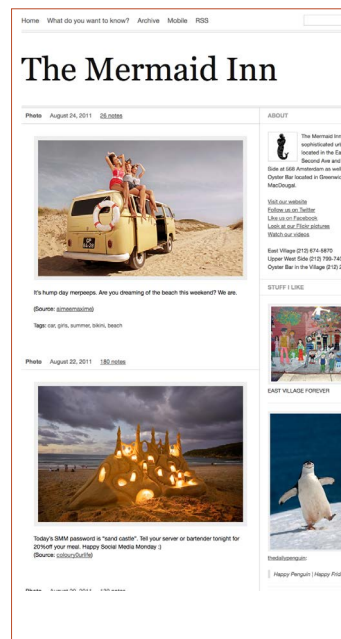 Home What do you want to know? Archive Mobile RSS
The Mermaid Inn
Photo August 24, 2011 26 notes
It's hump day merpeeps. Are you dreaming of the beach this weekend? We are.
(Source: aimeemaxime)
Tags: car, girls, summer, bikini, beach
Photo August 22, 2011 180 notes
Today's SMM password is "sand castle". Tell your server or bartender tonight for
20%off your meal. Happy Social Media Monday :)
(Source: colouryourlife)
ABOUT
The Mermaid Inn
sophisticated
located in the
Second Ave and
Side at 568 Amsterdam as
Oyster Bar located in
MacDougal.
Visit our website
Follow us on Twitter
Like us on Facebook
Look at our Flickr pictures
Watch our videos
East Village (212) 674-5870
Upper West Side (212)
Oyster Bar in the Village (212)
STUFF I LIKE
EAST VILLAGE FOREVER
thedailypenguin:
Happy Penguin | Happy